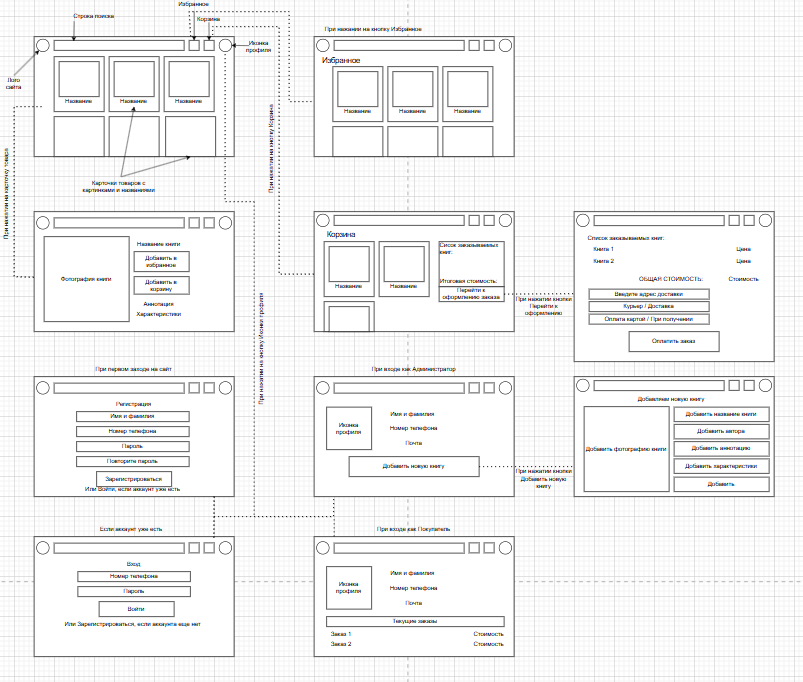 Избранное
Строка поиска
Корзина
Иконка
профиля
Лого
сайта
Название
Название
Название
Карточки товаров с
картинками и названиями
При нажатии на карточку товара
При нажатии на кнопку Корзина
При нажатии на кнопку Иконки профиля
При нажании на кнопку Избранное
Избранное
Название
Название
Название
Фотография книги
Название книги
Добавить в
избранное
Добавить в
корзину
Аннотация
Характеристики
Корзина
Название
Название
Сисок заказываемых
книг:
Итоговая стоимость:
Перейти к
оформлению заказа
При нажатии кнопки
Перейти к
оформлению
Список заказываемых книг:
Книга 1
Цена
Книга 2
Цена
ОБЩАЯ СТОИМОСТЬ:
Стоимость
Введите адрес доставки
Курьер / Доставка
Оплата картой / При получении
Оплатить заказ
При первом заходе на сайт
Регистрация
Имя и фамилия
Номер телефона
Пароль
Повторите пароль
Зарегистрироваться
Или Войти, если аккаунт уже есть
При входе как Администратор
Иконка
профиля
Имя и фамилия
Номер телефона
Почта
Добавить новую книгу
При нажатии кнопки
Добавить новую
книгу
Добавляем новую книгу
Добавить фотографию книги
Добавить название книги
Добавить автора
Добавить аннотацию
Добавить характеристики
Добавить
Если аккаунт уже есть
Вход
Номер телефона
Пароль
Войти
Или Зарегистрироваться, если аккаунта еще нет
При входе как Покупатель
Иконка
профиля
Имя и фамилия
Номер телефона
Почта
Текущие заказы
Заказ 1
Стоимость
Заказ 2
Стоимость